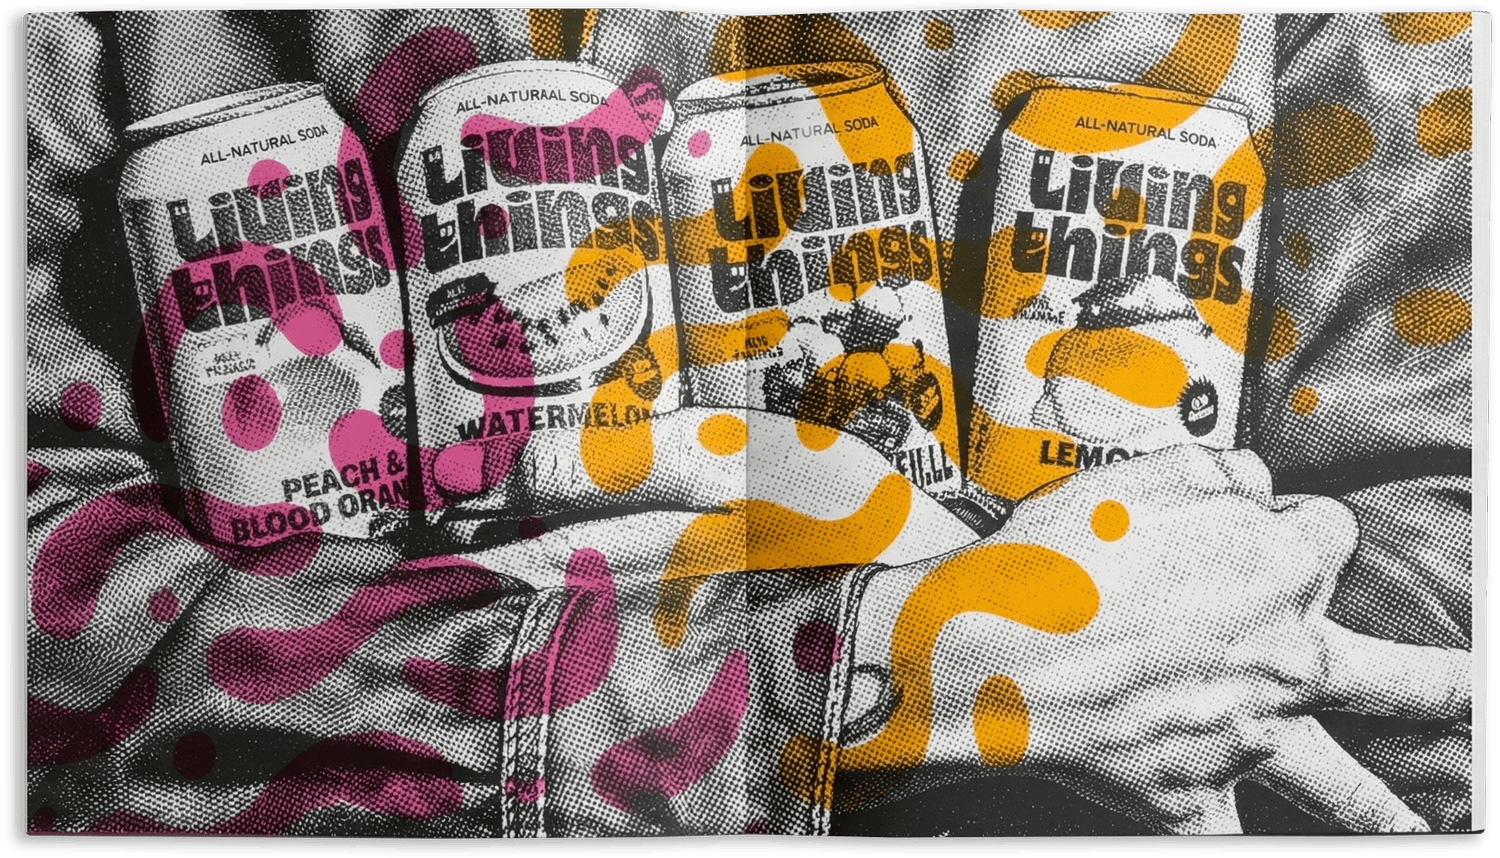 ALL-NATURAL SODA
Living
things
PEACH &
BLOOD ORAN
ALL-NATURAAL SODA
Living
things
WATERMELON
ALL-NATURAL SODA
Living
things
ALL-NATURAL SODA
Living
things
LEMO